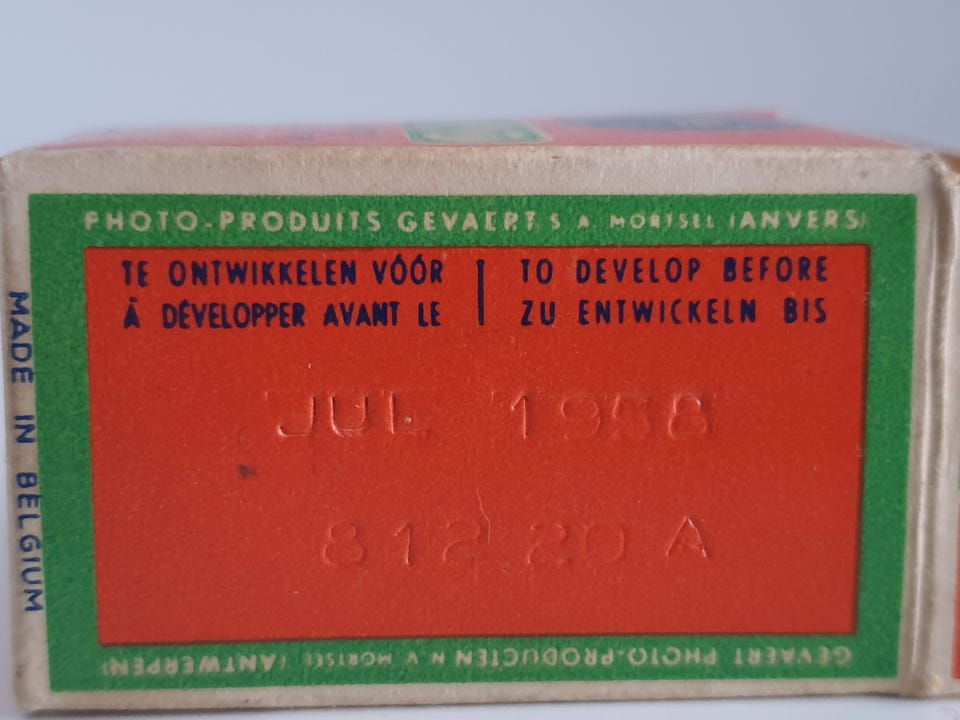 PHOTO-PRODUITS GEVAERT S A MORTSEL (ANVERS)
TE ONTWIKKELEN VÓÓR
À DÉVELOPPER AVANT LE
TO DEVELOP BEFORE
ZU ENTWICKELN BIS
JUL 1958
812 20 A
GEVAERT PHOTO-PRODUCTEN N V MORTSEL (ANTWERPEN)
MADE IN BELGIUM